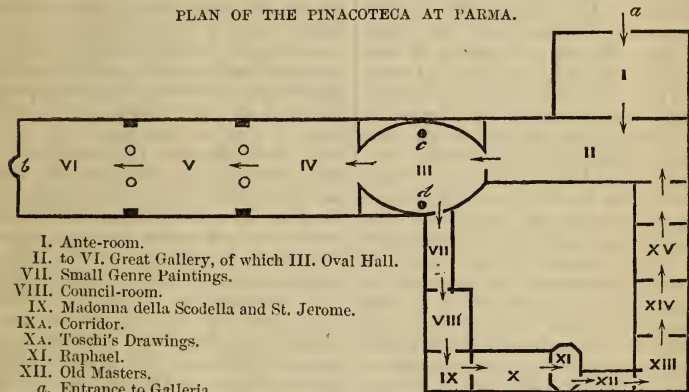 PLAN OF THE PINACOTECA AT PARMA.
a
I
II
b VI V IV III c d
VII
VIII
IX X XI XII XIII
XIV
XV
I. Ante-room.
II. to VI. Great Gallery, of which III. Oval Hall.
VII. Small Genre Paintings.
VIII. Council-room.
IX. Madonna della Scodella and St. Jerome.
IXA. Corridor.
XA. Toschi's Drawings.
XI. Raphael.
XII. Old Masters.
a. Entrance to Galleria